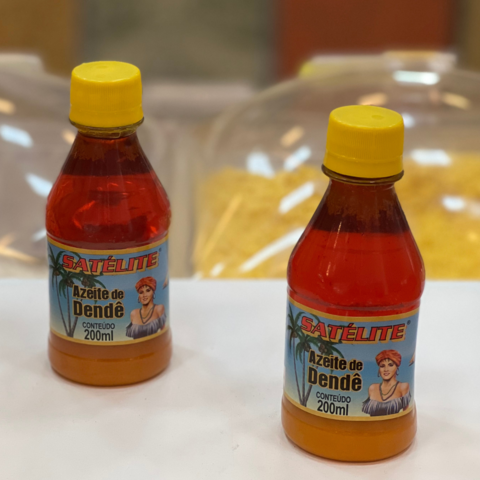 SATÉLITE
Azeite de
Dendê
CONTEÚDO
200ml
SATÉLITE®
Azeite de
Dendê
CONTEÚDO
200ml